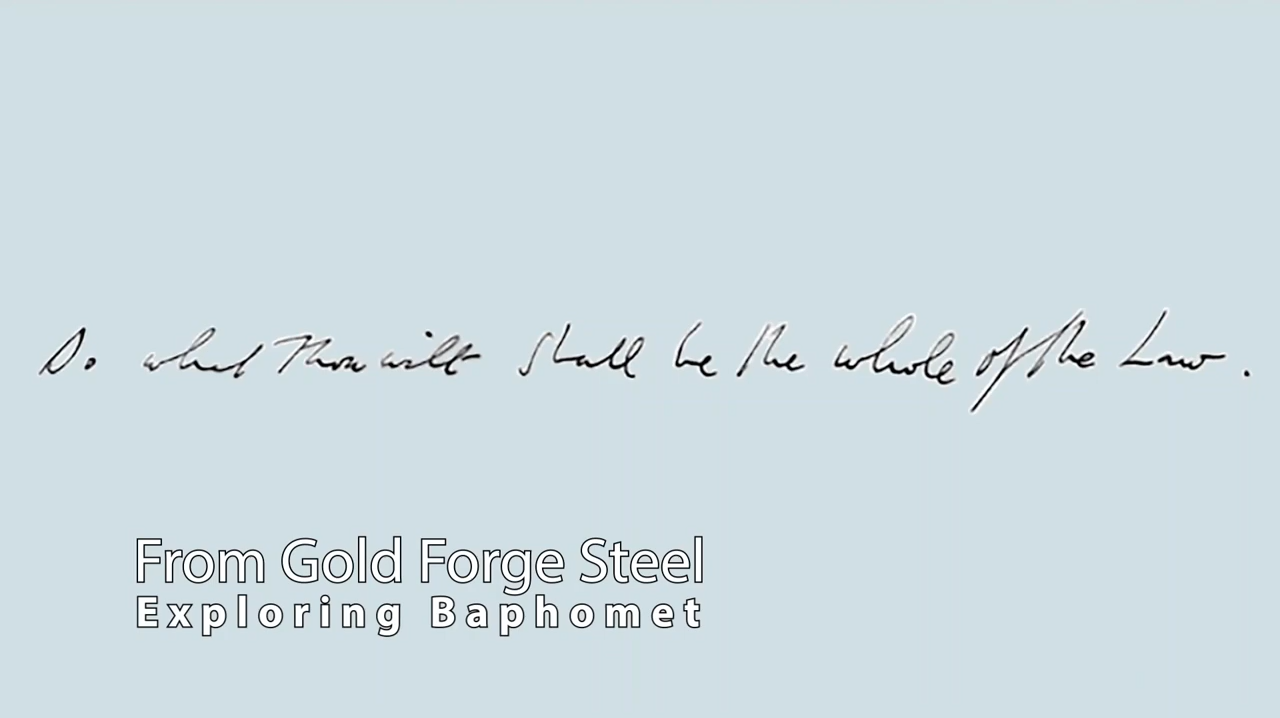 Do what Thou wilt shall be the whole of the Law.
From Gold Forge Steel
Exploring Baphomet